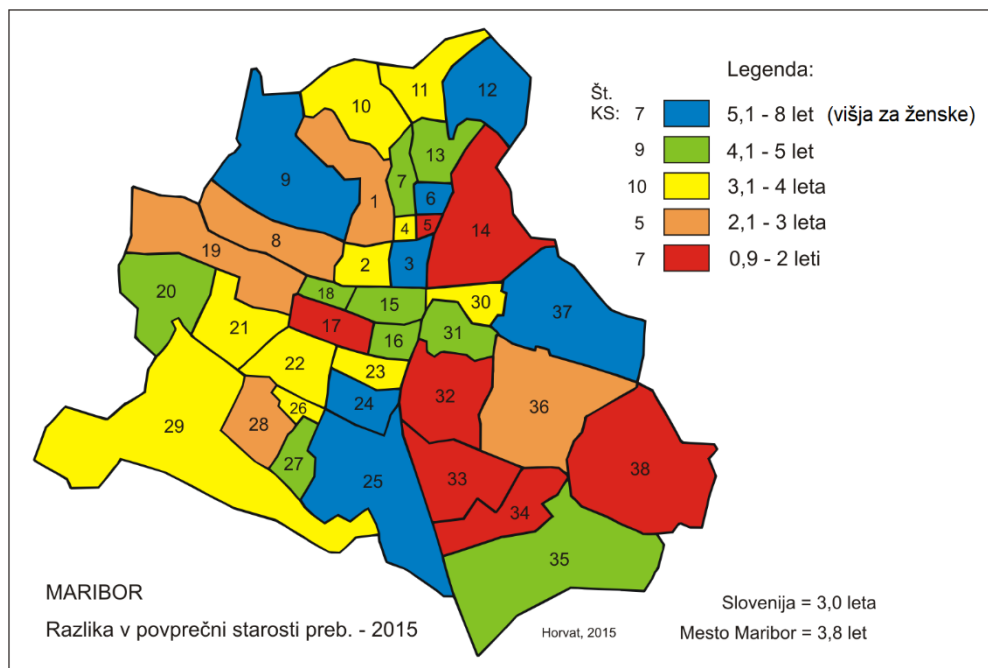 Legenda:
Št.
KS:
7 5,1 - 8 let (višja za ženske)
9 4,1 - 5 let
10 3,1 - 4 leta
5 2,1 - 3 leta
7 0,9 - 2 leti
11
12
10
13
7
9
6
1
4
5
14
8
19
2
3
20
18
15
30
37
17
16
31
21
22
23
24
32
36
26
28
29
27
25
33
38
34
35
MARIBOR
Razlika v povprečni starosti preb. - 2015
Horvat, 2015
Slovenija = 3,0 leta
Mesto Maribor = 3,8 let